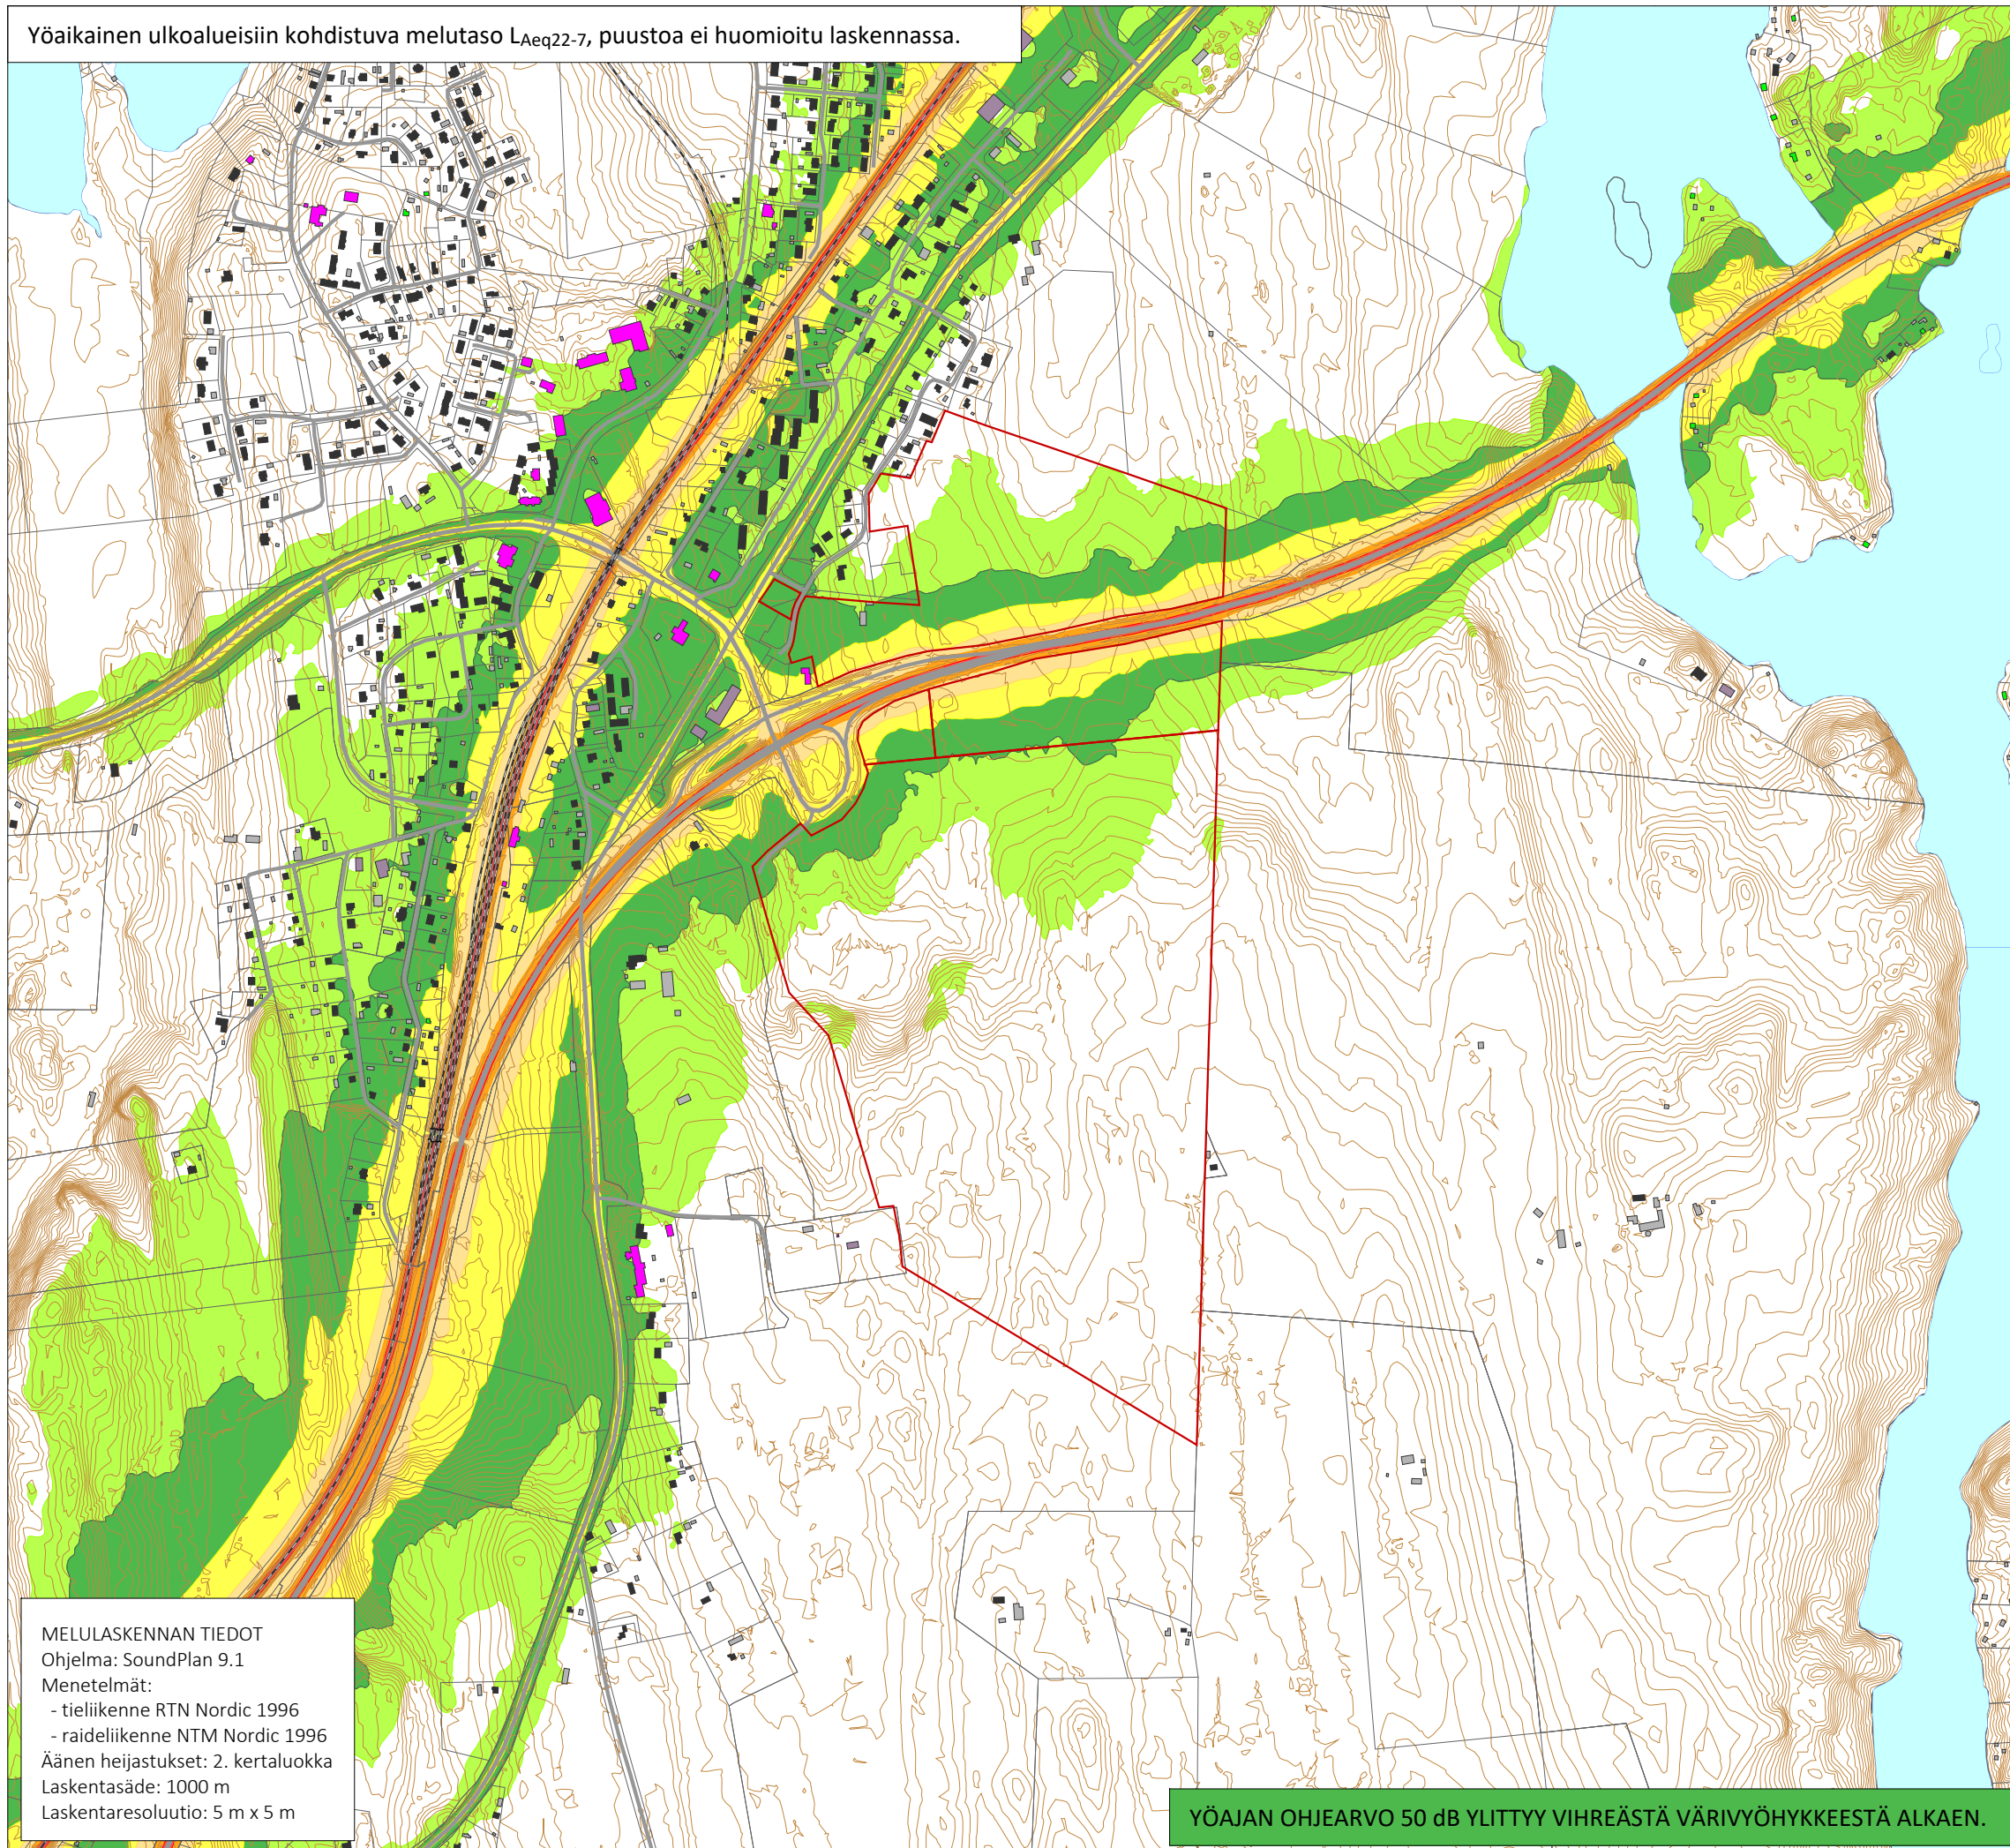 Yöaikainen ulkoalueisiin kohdistuva melutaso LAeq22-7, puustoa ei huomioitu laskennassa.
MELULASKENNAN TIEDOT
Ohjelma: SoundPlan 9.1
Menetelmät:
- tieliikenne RTN Nordic 1996
- raideliikenne NTM Nordic 1996
Äänen heijastukset: 2. kertaluokka
Laskentasäde: 1000 m
Laskentaresoluutio: 5 m x 5 m
YÖAJAN OHJEARVO 50 dB YLITTYY VIHREÄSTÄ VÄRIVYÖHYKKEESTÄ ALKAEN.